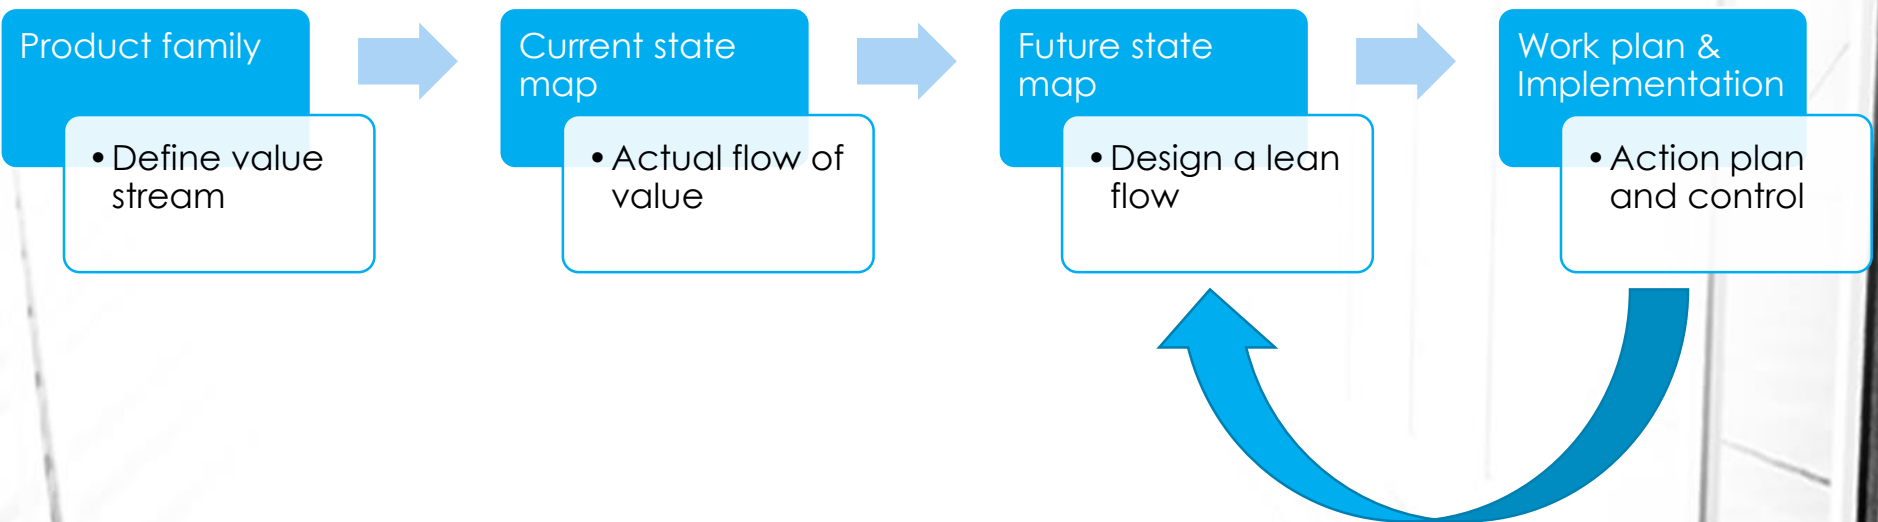 Product family
• Define value
stream
Current state
map
• Actual flow of
value
Future state
map
• Design a lean
flow
Work plan &
Implementation
• Action plan
and control